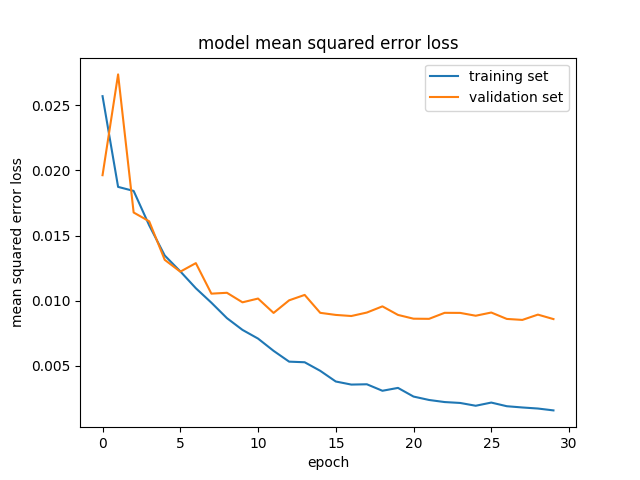 model mean squared error loss
training set
validation set
mean squared error loss
0.025
0.020
0.015
0.010
0.005
0 5 10 15 20 25 30
epoch